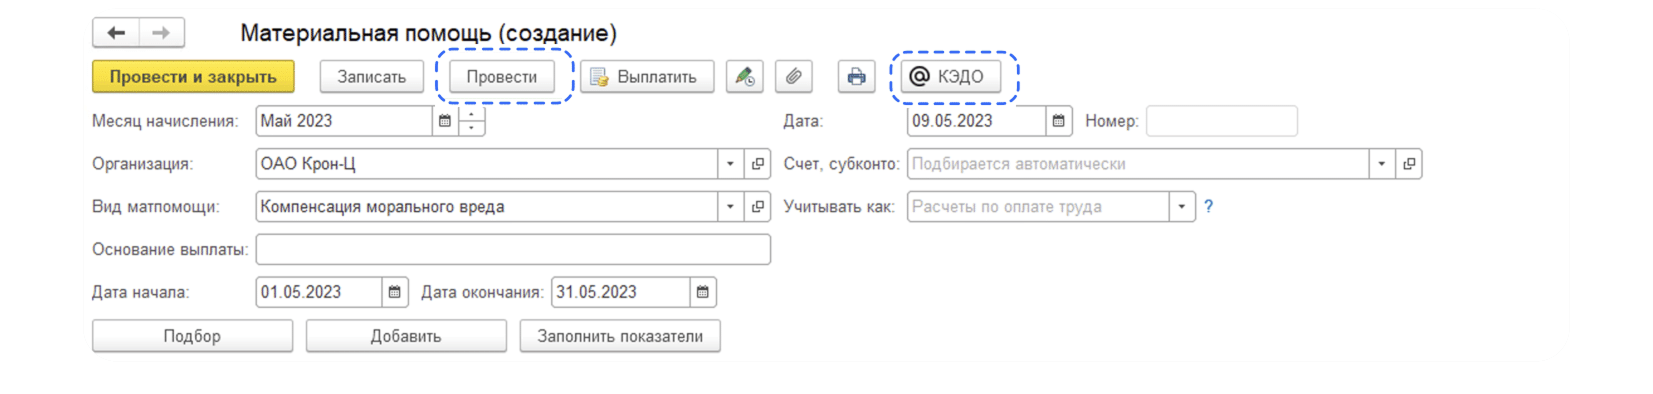 Материальная помощь (создание)
Провести и закрыть Записать Провести Выплатить @ КЭДО
Месяц начисления: Май 2023 Дата: 09.05.2023 Номер:
Организация: ОАО Крон-Ц Счет, субконто: Подбирается автоматически
Вид матпомощи: Компенсация морального вреда Учитывать как: Расчеты по оплате труда ?
Основание выплаты:
Дата начала: 01.05.2023 Дата окончания: 31.05.2023
Подбор Добавить Заполнить показатели